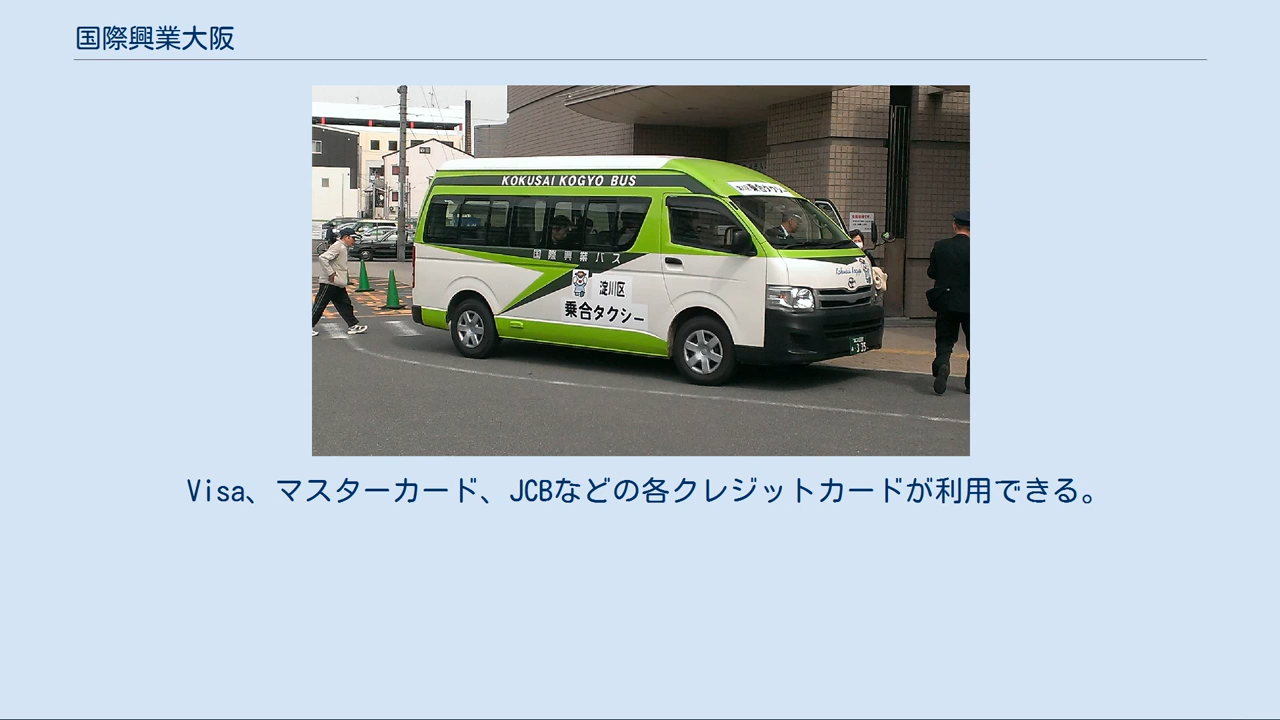 国際興業大阪
KOKUSAI KOGYO BUS
国際興業バス
淀川区
乗合タクシー
Visa、マスターカード、JCBなどの各クレジットカードが利用できる。